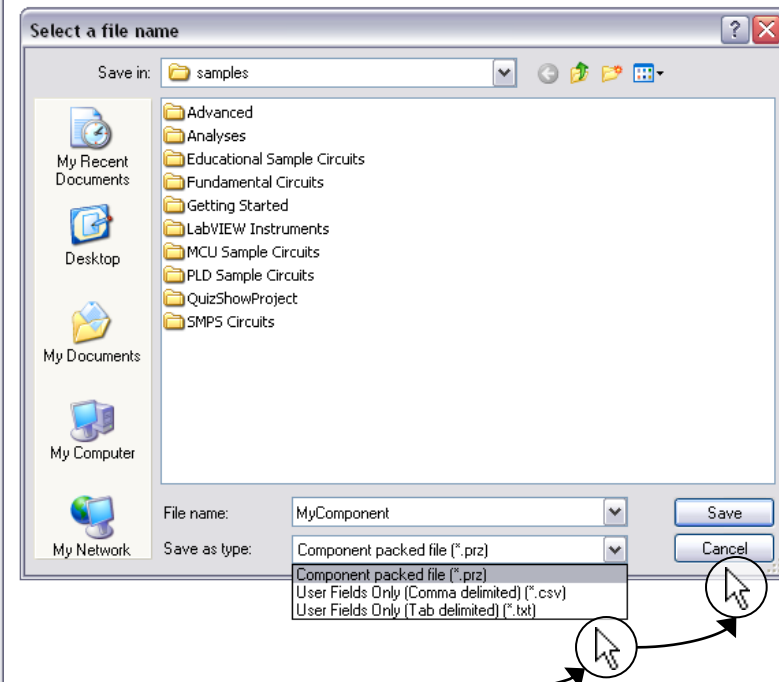 Select a file name
?
Save in: samples
Advanced
Analyses
Educational Sample Circuits
Fundamental Circuits
Getting Started
LabVIEW Instruments
MCU Sample Circuits
PLD Sample Circuits
QuizShowProject
SMPS Circuits
My Recent
Documents
Desktop
My Documents
My Computer
My Network
File name: MyComponent Save
Save as type: Component packed file (*.prz) Cancel
Component packed file (*.prz)
User Fields Only (Comma delimited) (*.csv)
User Fields Only (Tab delimited) (*.txt)